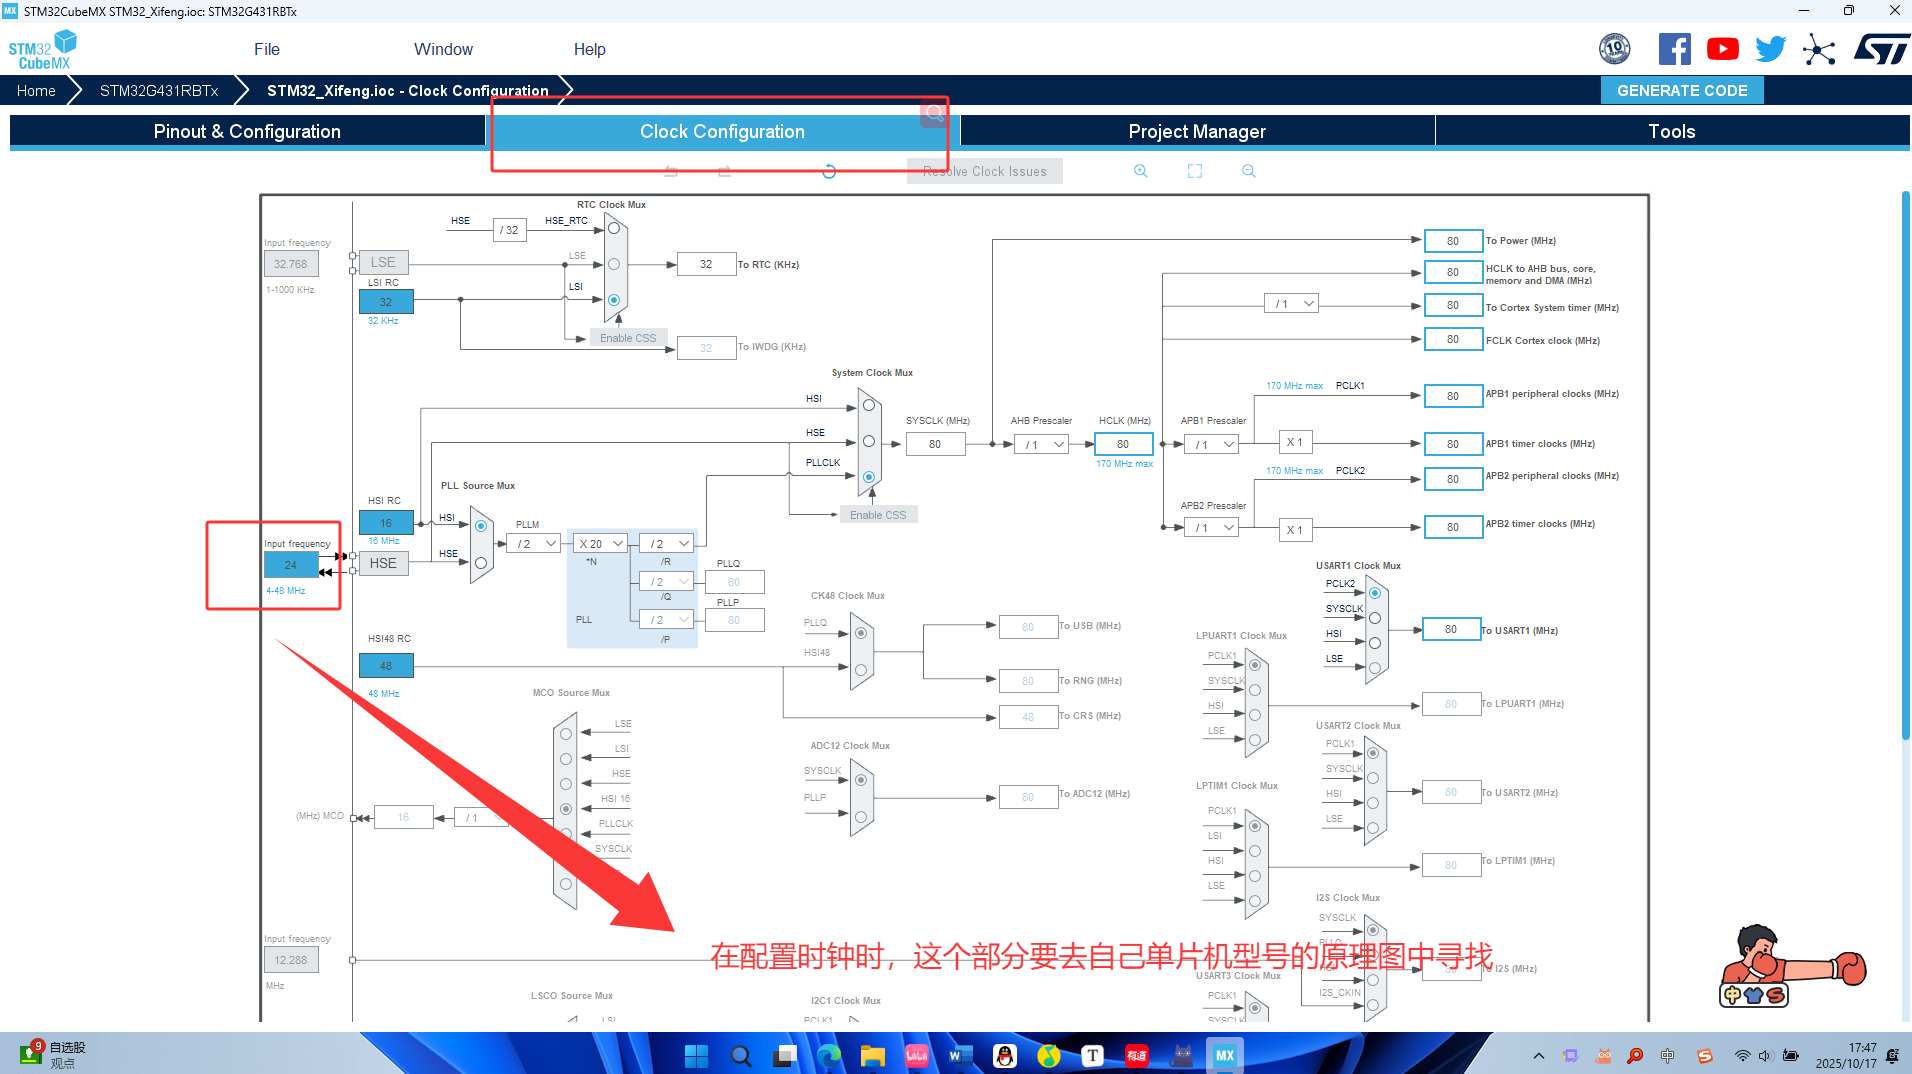 STM32CubeMX STM32_Xifeng.ioc: STM32G431RBTx
STM32
CubeMX
File
Window
Help
10
Home
STM32G431RBTx
STM32_Xifeng.ioc - Clock Configuration
GENERATE CODE
Pinout & Configuration
Clock Configuration
Project Manager
Tools
Resolve Clock Issues
RTC Clock Mux
HSE
/ 32
HSE_RTC
Input frequency
32.768
1-1000 KHz
LSE
LSE
LSI RC
32
32 KHz
LSI
32
To RTC (KHz)
Enable CSS
32
To IWDG (KHz)
80
To Power (MHz)
80
HCLK to AHB bus, core,
memory and DMA (MHz)
/ 1
80
To Cortex System timer (MHz)
80
FCLK Cortex clock (MHz)
System Clock Mux
HSI
HSE
PLLCLK
SYSCLK (MHz)
80
AHB Prescaler
/ 1
HCLK (MHz)
80
170 MHz max
APB1 Prescaler
/ 1
170 MHz max
PCLK1
80
APB1 peripheral clocks (MHz)
X 1
80
APB1 timer clocks (MHz)
170 MHz max
PCLK2
80
APB2 peripheral clocks (MHz)
APB2 Prescaler
/ 1
X 1
80
APB2 timer clocks (MHz)
Enable CSS
PLL Source Mux
HSI RC
16
16 MHz
HSI
HSE
Input frequency
24
4-48 MHz
HSE
PLLM
/ 2
X 20
*N
/ 2
/R
/ 2
/Q
/ 2
/P
PLL
PLLQ
80
PLLP
80
HSI48 RC
48
48 MHz
CK48 Clock Mux
PLLQ
HSI48
80
To USB (MHz)
80
To RNG (MHz)
48
To CRS (MHz)
USART1 Clock Mux
PCLK2
SYSCLK
HSI
LSE
80
To USART1 (MHz)
LPUART1 Clock Mux
PCLK1
SYSCLK
HSI
LSE
80
To LPUART1 (MHz)
MCO Source Mux
LSE
LSI
HSE
HSI 16
PLLCLK
SYSCLK
(MHz) MCO
16
/ 1
ADC12 Clock Mux
SYSCLK
PLLP
80
To ADC12 (MHz)
USART2 Clock Mux
PCLK1
SYSCLK
HSI
LSE
80
To USART2 (MHz)
LPTIM1 Clock Mux
PCLK1
LSI
HSI
LSE
80
To LPTIM1 (MHz)
I2S Clock Mux
SYSCLK
HSI
I2S_CKIN
I2S (MHz)
Input frequency
12.288
MHz
在配置时钟时，这个部分要去自己单片机型号的原理图中寻找
USART3 Clock Mux
PCLK1
SYSCLK
LSCO Source Mux
LSI
I2C1 Clock Mux
PCLK1
中
S
9
自选股
观点
LaLa
W
T
有道
MX
中
S
17:47
2025/10/17